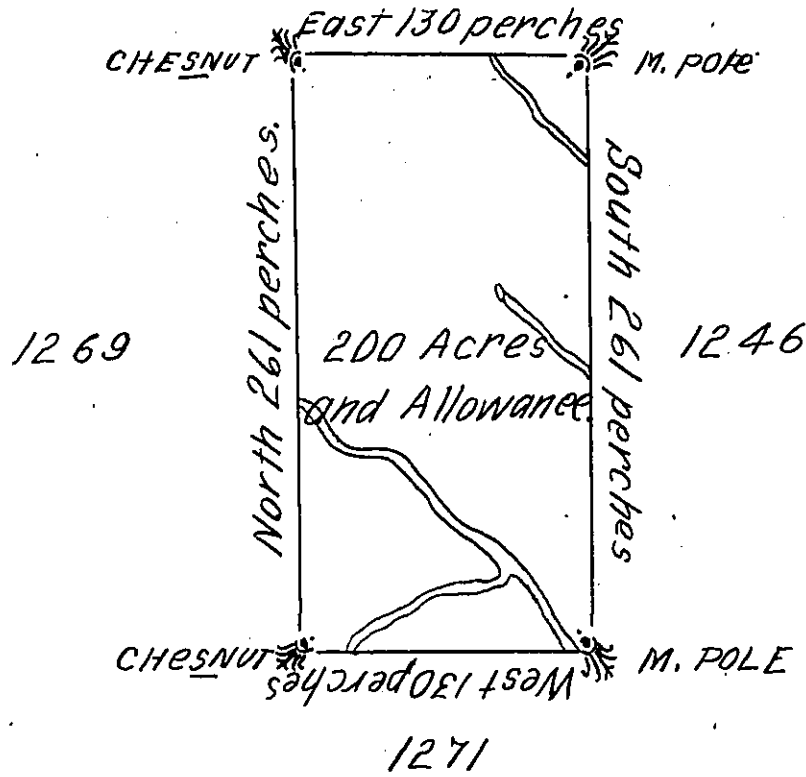 East 130 perches
CHESNUT
M. POLE
North 261 perches.
South 261 perches
1269
200 Acres
and Allowance
1246
CHESNUT
M. POLE
West 130 perches
1271